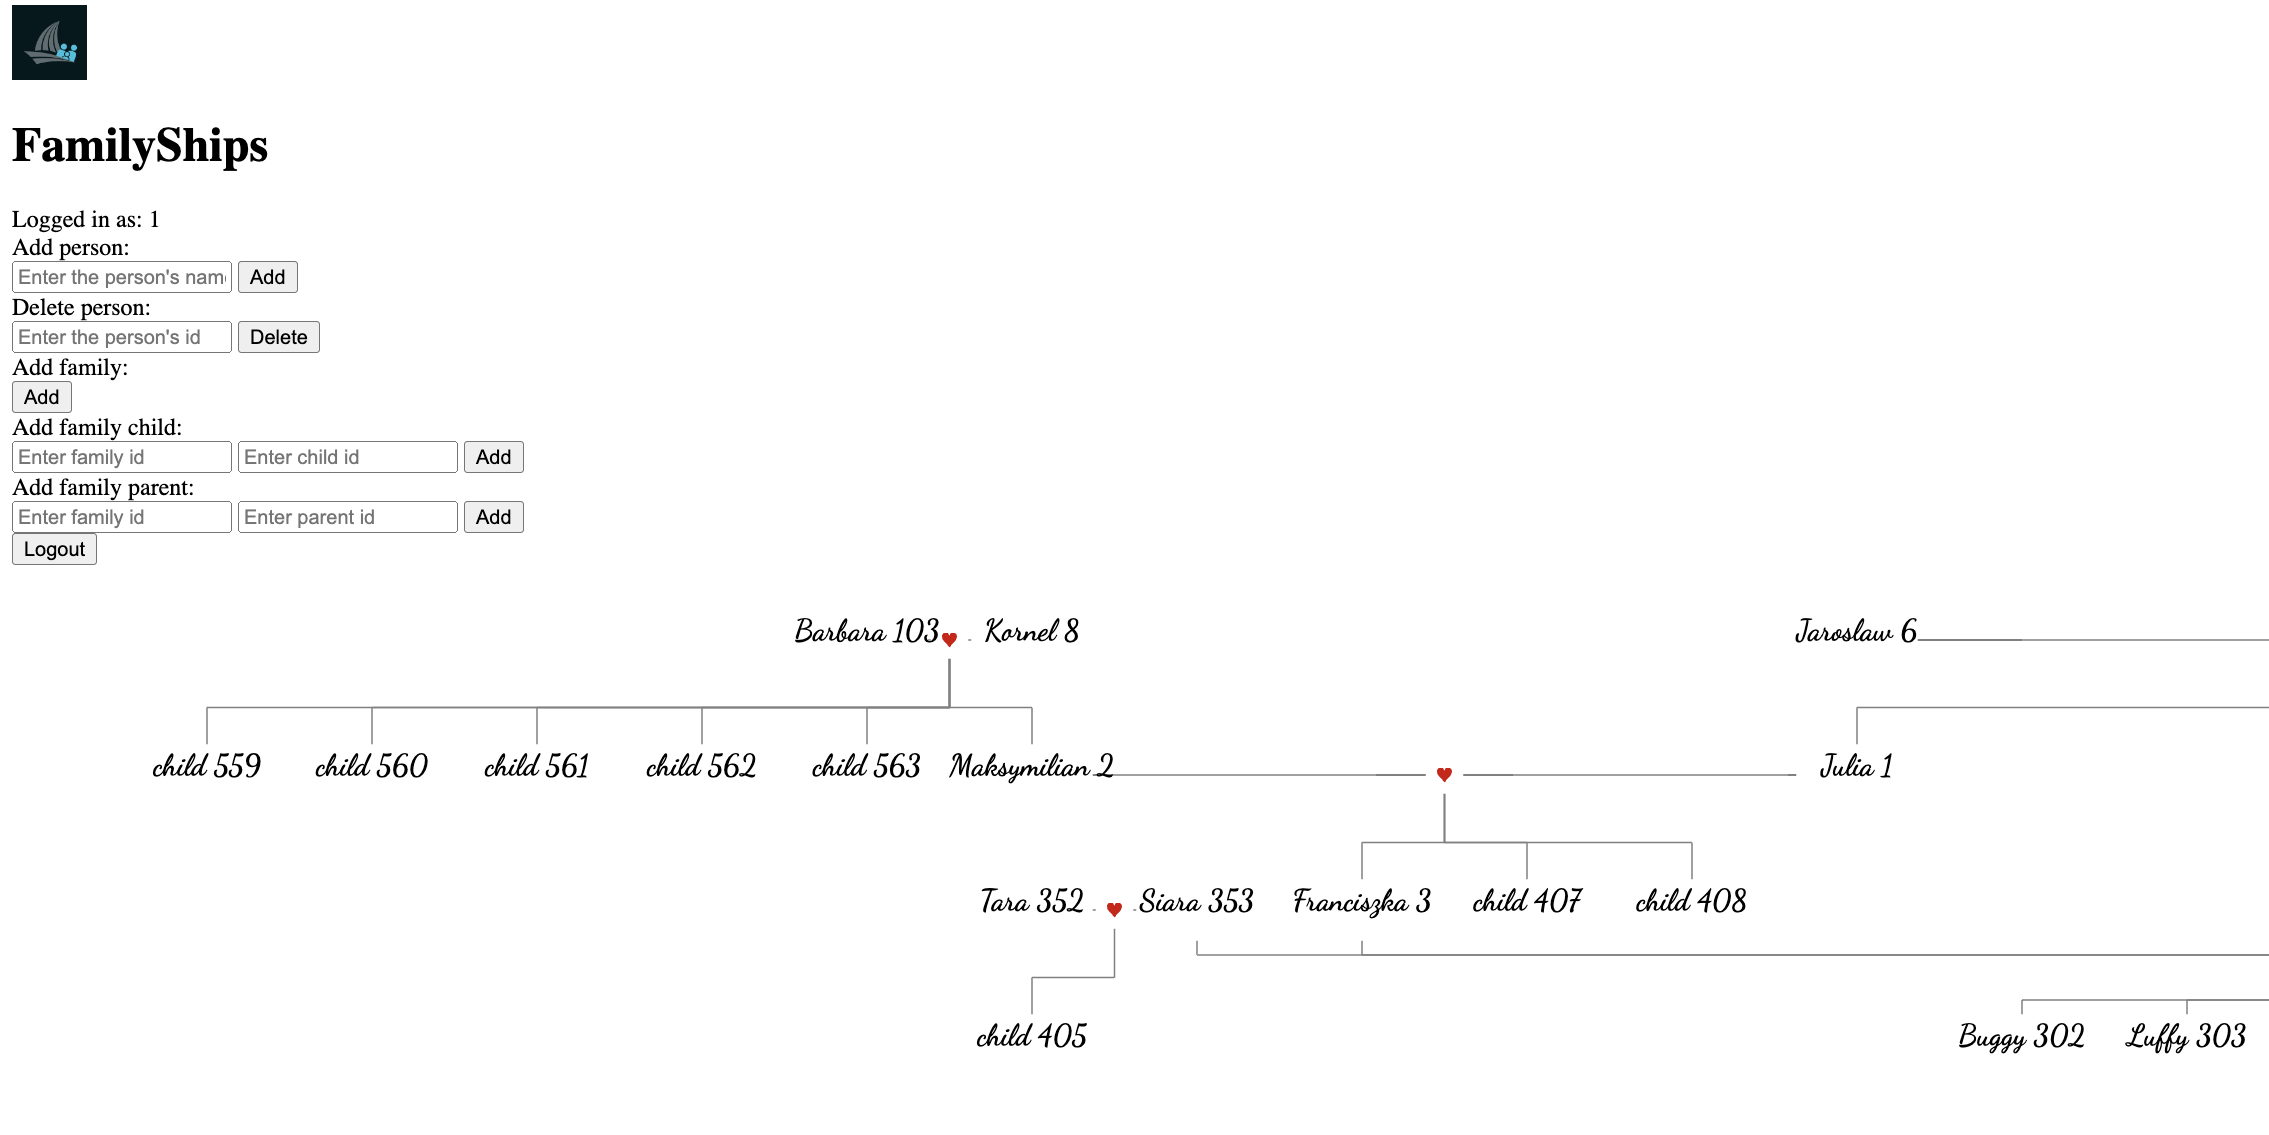 FamilyShips
Logged in as: 1
Add person:
Enter the person's nam Add
Delete person:
Enter the person's id Delete
Add family:
Add
Add family child:
Enter family id Enter child id Add
Add family parent:
Enter family id Enter parent id Add
Logout
Barbara 103 Kornel 8 Jaroslaw 6
child 559 child 560 child 561 child 562 child 563 Maksymilian 2 Julia 1
Tara 352 Siara 353 Franciszka 3 child 407 child 408
child 405 Buggy 302 Luffy 303